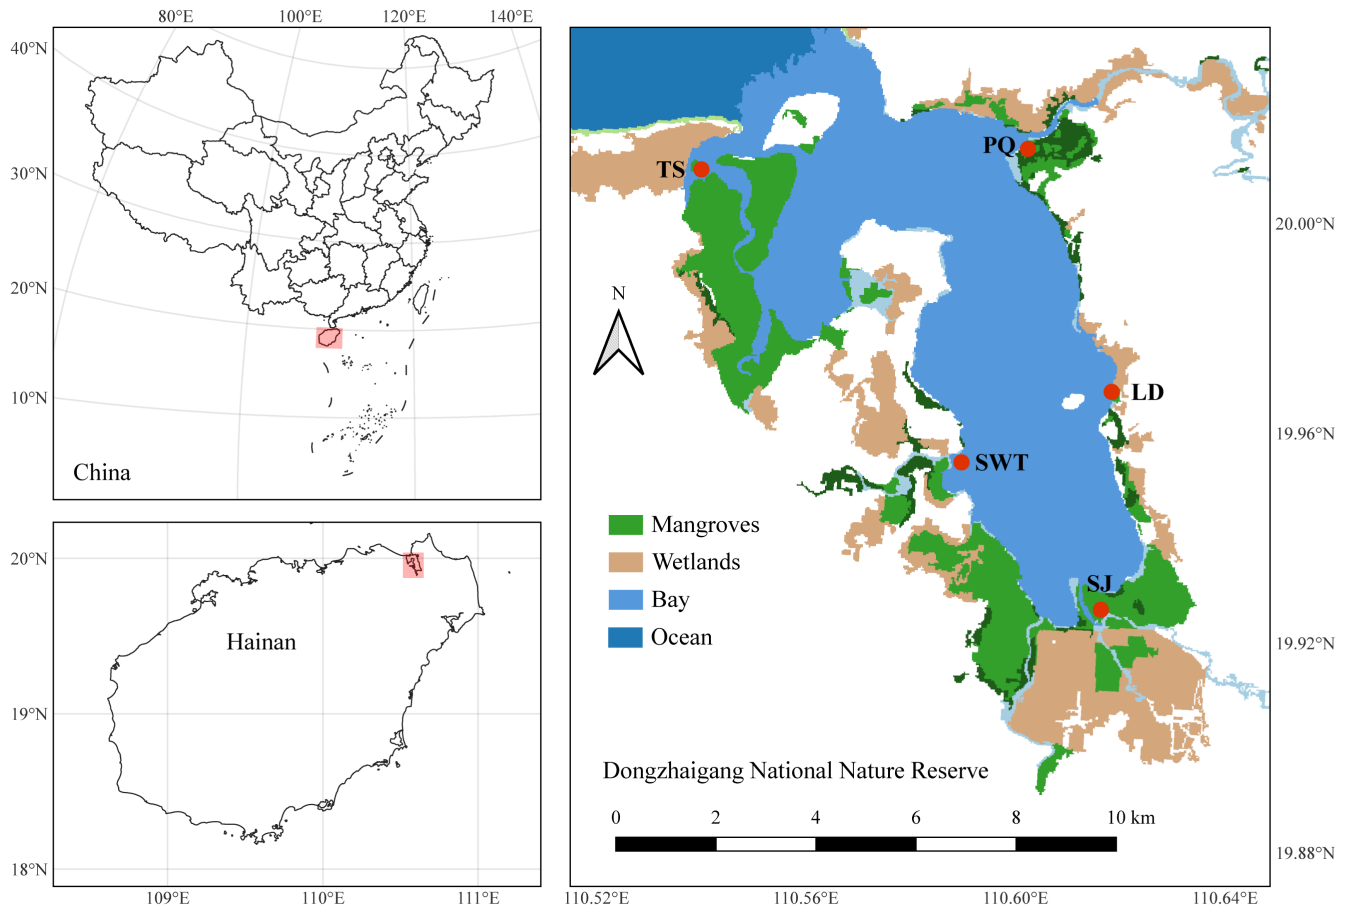 80°E 100°E 120°E 140°E
40°N
30°N
20°N
10°N
China
20°N
19°N
18°N
Hainan
109°E 110°E 111°E
TS
PQ
LD
SWT
SJ
N
Mangroves
Wetlands
Bay
Ocean
Dongzhaigang National Nature Reserve
0 2 4 6 8 10 km
20.00°N
19.96°N
19.92°N
19.88°N
110.52°E 110.56°E 110.60°E 110.64°E